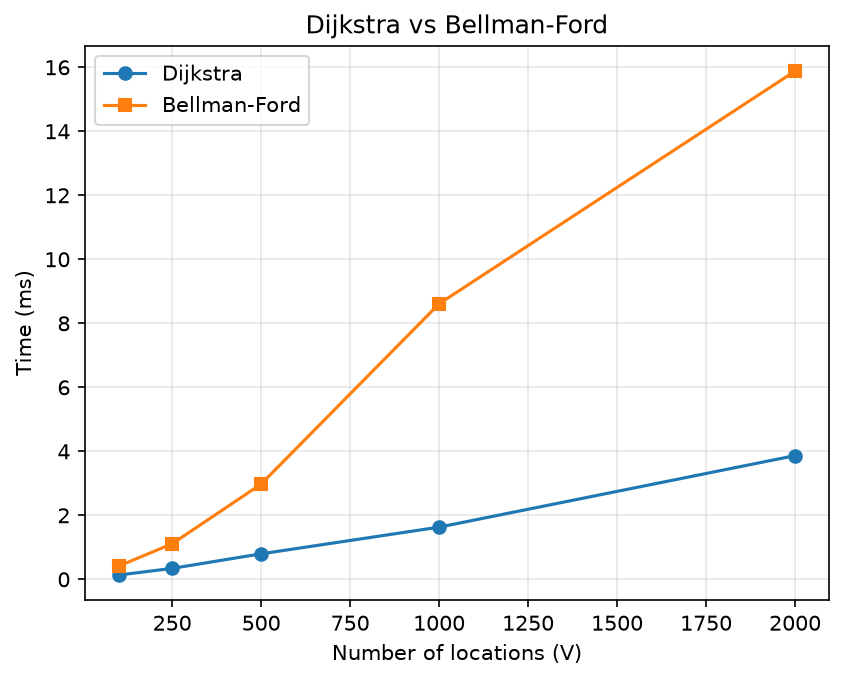 Dijkstra vs Bellman-Ford
Dijkstra
Bellman-Ford
16
14
12
10
8
6
4
2
0
Time (ms)
250 500 750 1000 1250 1500 1750 2000
Number of locations (V)